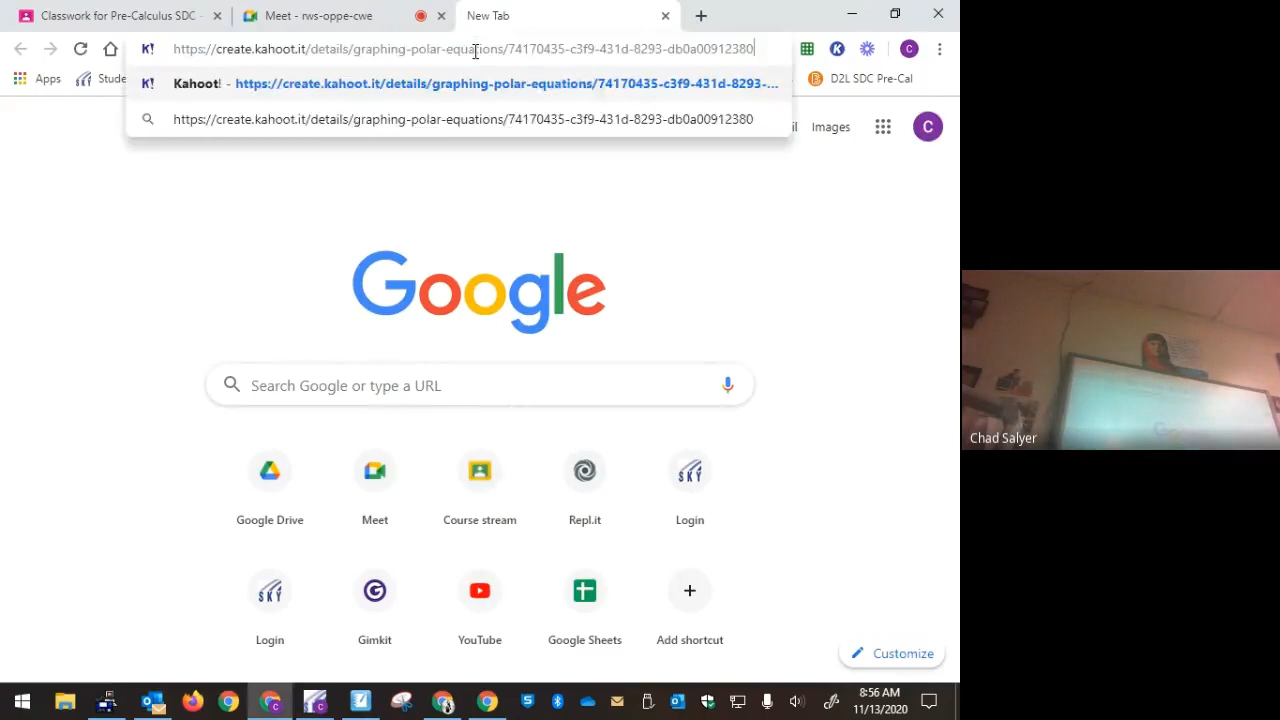 Classwork for Pre-Calculus SDC -
Meet - rws-oppe-cwe
New Tab
https://create.kahoot.it/details/graphing-polar-equations/74170435-c3f9-431d-8293-db0a00912380
Apps
Stude
D2L SDC Pre-Cal
Kahoot! - https://create.kahoot.it/details/graphing-polar-equations/74170435-c3f9-431d-8293-...
https://create.kahoot.it/details/graphing-polar-equations/74170435-c3f9-431d-8293-db0a00912380
il
Images
C
Google
Search Google or type a URL
Google Drive
Meet
Course stream
Repl.it
Login
Login
Gimkit
YouTube
Google Sheets
Add shortcut
Customize
Chad Salyer
8:56 AM
11/13/2020